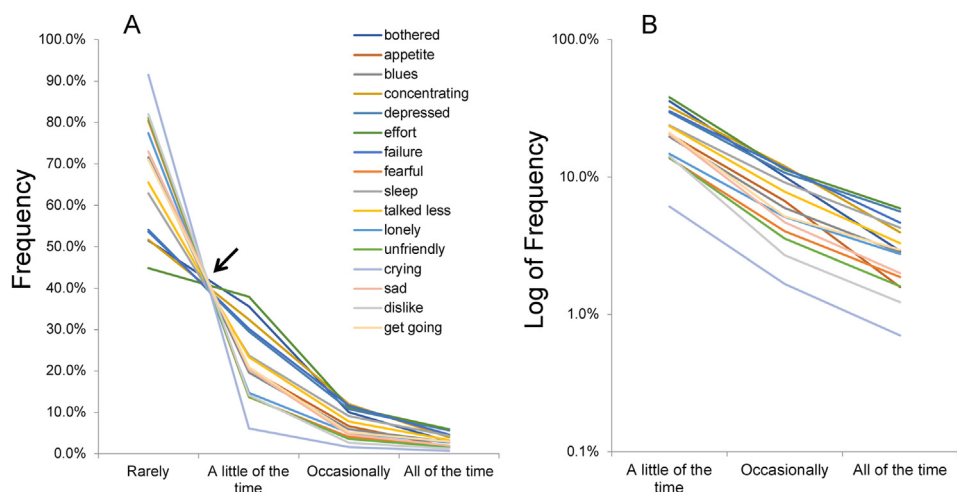 A
100.0%
90.0%
80.0%
70.0%
60.0%
50.0%
40.0%
30.0%
20.0%
10.0%
0.0%
Frequency
Rarely
A little of the
time
Occasionally
All of the time
bothered
appetite
blues
concentrating
depressed
effort
failure
fearful
sleep
talked less
lonely
unfriendly
crying
sad
dislike
get going
B
100.0%
10.0%
1.0%
0.1%
Log of Frequency
A little of the
time
Occasionally
All of the time